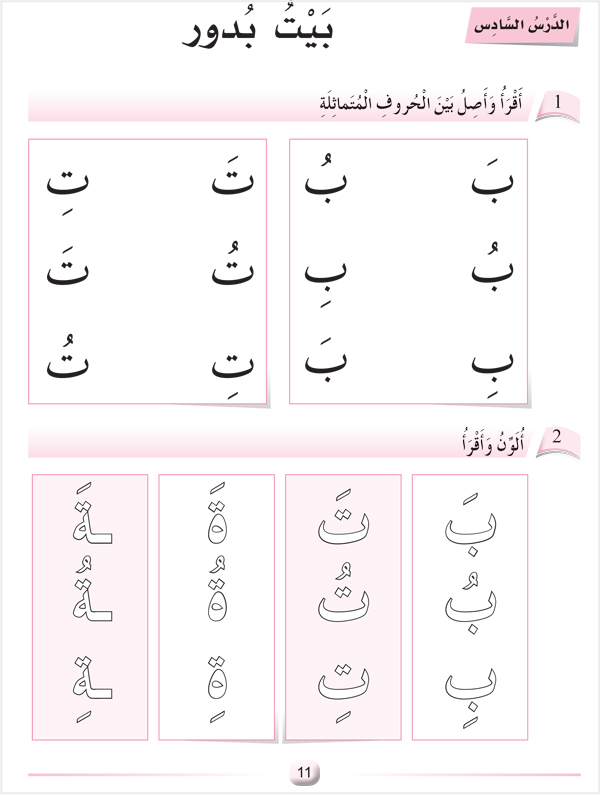 الدَّرْسُ السَّادِس
بَيْتُ بُدور
1 أَقْرَأُ وَأَصِلُ بَيْنَ الْحُروفِ الْمُتَماثِلَةِ
بَ بُ
بُ بِ
بِ بَ
تَ تِ
تُ تَ
تِ تُ
2 أُلَوِّنُ وَأَقْرَأُ
بَ تَ ةَ ـةَ
بُ تُ ةُ ـةُ
بِ تِ ةِ ـةِ
11